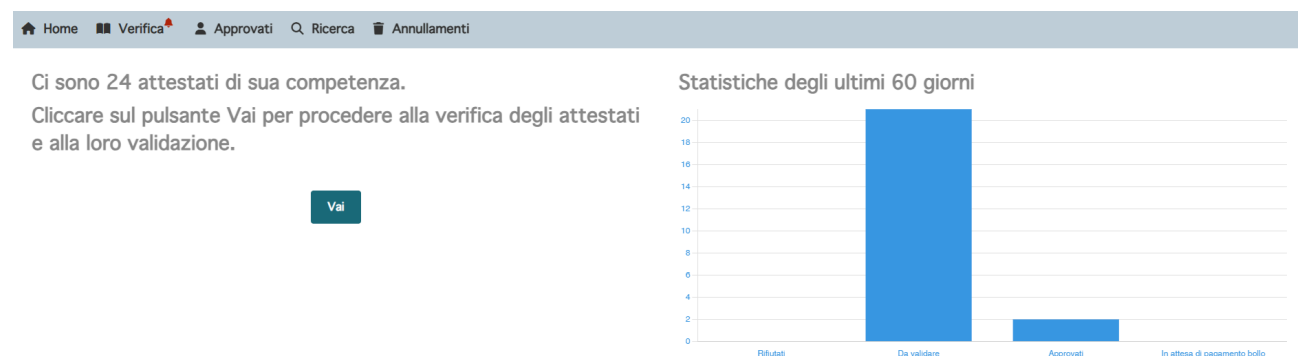 Home Verifica Approvati Ricerca Annullamenti
Ci sono 24 attestati di sua competenza.
Cliccare sul pulsante Vai per procedere alla verifica degli attestati
e alla loro validazione.
Vai
Statistiche degli ultimi 60 giorni
20
18
16
14
12
10
8
6
4
2
0
Rifiutati Da validare Approvati In attesa di pagamento bollo